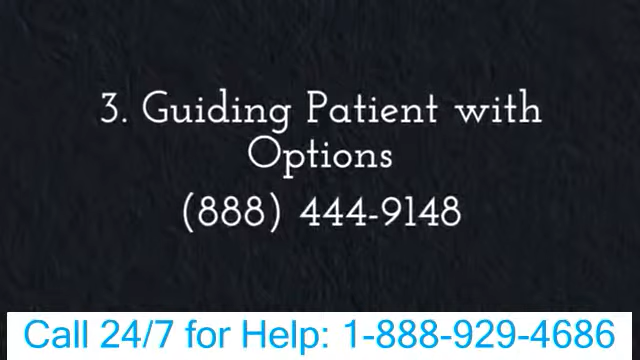 3. Guiding Patient with
Options
(888) 444-9148
Call 24/7 for Help: 1-888-929-4686